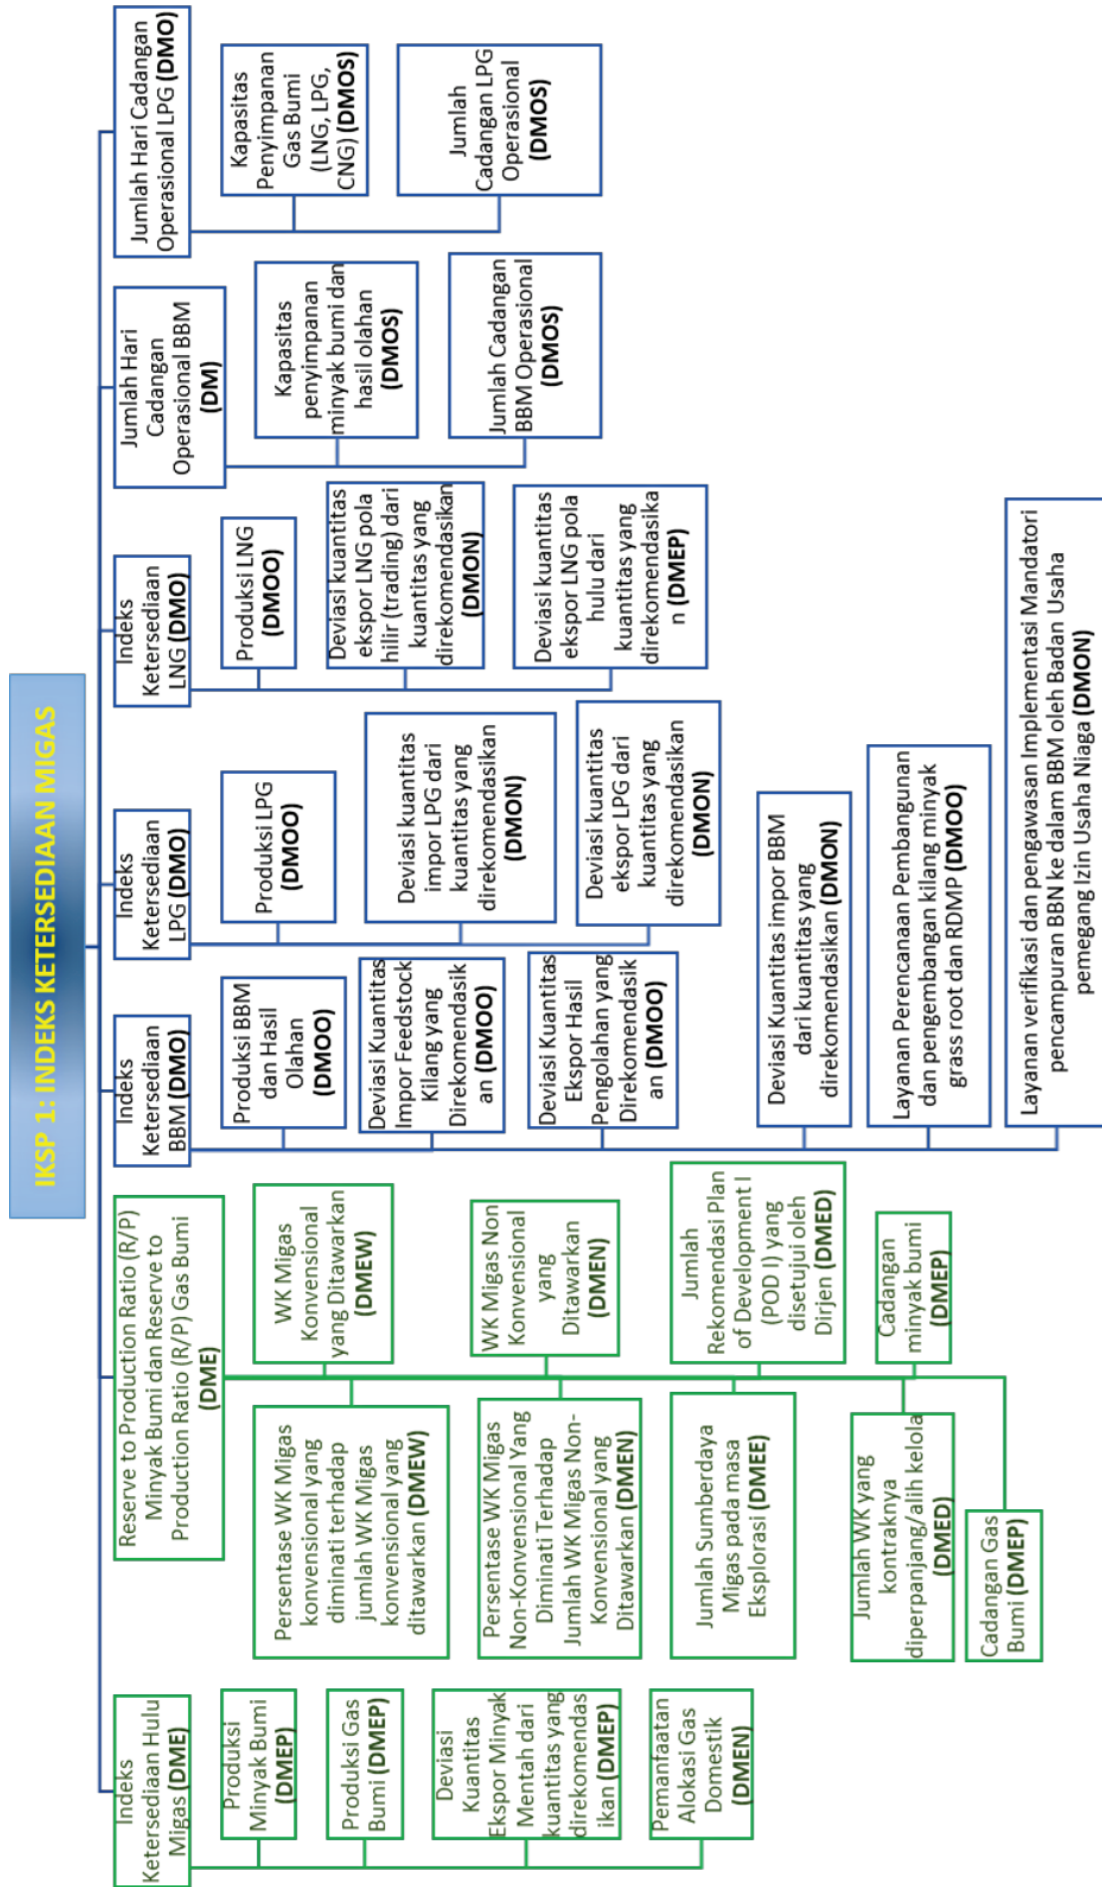 IKSP 1: INDEKS KETERSEDIAAN MIGAS
Indeks
Ketersediaan Hulu
Migas (DME)
Produksi
Minyak Bumi
(DMEP)
Produksi Gas
Bumi (DMEP)
Deviasi
Kuantitas
Ekspor Minyak
Mentah dari
kuantitas yang
direkomendas
ikan (DMEP)
Pemanfaatan
Alokasi Gas
Domestik
(DMEN)
Reserve to Production Ratio (R/P)
Minyak Bumi dan Reserve to
Production Ratio (R/P) Gas Bumi
(DME)
Persentase WK Migas
konvensional yang
diminati terhadap
jumlah WK Migas
konvensional yang
ditawarkan (DMEW)
WK Migas
Konvensional
yang Ditawarkan
(DMEW)
Persentase WK Migas
Non-Konvensional Yang
Diminati Terhadap
Jumlah WK Migas Non-
Konvensional yang
Ditawarkan (DMEN)
WK Migas Non
Konvensional
yang
Ditawarkan
(DMEN)
Jumlah Sumberdaya
Migas pada masa
Eksplorasi (DMEE)
Jumlah
Rekomendasi Plan
of Development I
(POD I) yang
disetujui oleh
Dirjen (DMED)
Jumlah WK yang
kontraknya
diperpanjang/alih kelola
(DMED)
Cadangan
minyak bumi
(DMEP)
Cadangan Gas
Bumi (DMEP)
Indeks
Ketersediaan
BBM (DMO)
Produksi BBM
dan Hasil
Olahan
(DMOO)
Deviasi Kuantitas
Impor Feedstock
Kilang yang
Direkomendasik
an (DMOO)
Deviasi Kuantitas
Ekspor Hasil
Pengolahan yang
Direkomendasik
an (DMOO)
Deviasi Kuantitas impor BBM
dari kuantitas yang
direkomendasikan (DMON)
Layanan Perencanaan Pembangunan
dan pengembangan kilang minyak
grass root dan RDMP (DMOO)
Layanan verifikasi dan pengawasan Implementasi Mandatori
pencampuran BBN ke dalam BBM oleh Badan Usaha
pemegang Izin Usaha Niaga (DMON)
Indeks
Ketersediaan
LPG (DMO)
Produksi LPG
(DMOO)
Deviasi kuantitas
impor LPG dari
kuantitas yang
direkomendasikan
(DMON)
Deviasi kuantitas
ekspor LPG dari
kuantitas yang
direkomendasikan
(DMON)
Indeks
Ketersediaan
LNG (DMO)
Produksi LNG
(DMOO)
Deviasi kuantitas
ekspor LNG pola
hilir (trading) dari
kuantitas yang
direkomendasikan
(DMON)
Deviasi kuantitas
ekspor LNG pola
hulu dari
kuantitas yang
direkomendasika
n (DMEP)
Jumlah Hari
Cadangan
Operasional BBM
(DM)
Kapasitas
penyimpanan
minyak bumi dan
hasil olahan
(DMOS)
Jumlah Cadangan
BBM Operasional
(DMOS)
Jumlah Hari Cadangan
Operasional LPG (DMO)
Kapasitas
Penyimpanan
Gas Bumi
(LNG, LPG,
CNG) (DMOS)
Jumlah
Cadangan LPG
Operasional
(DMOS)